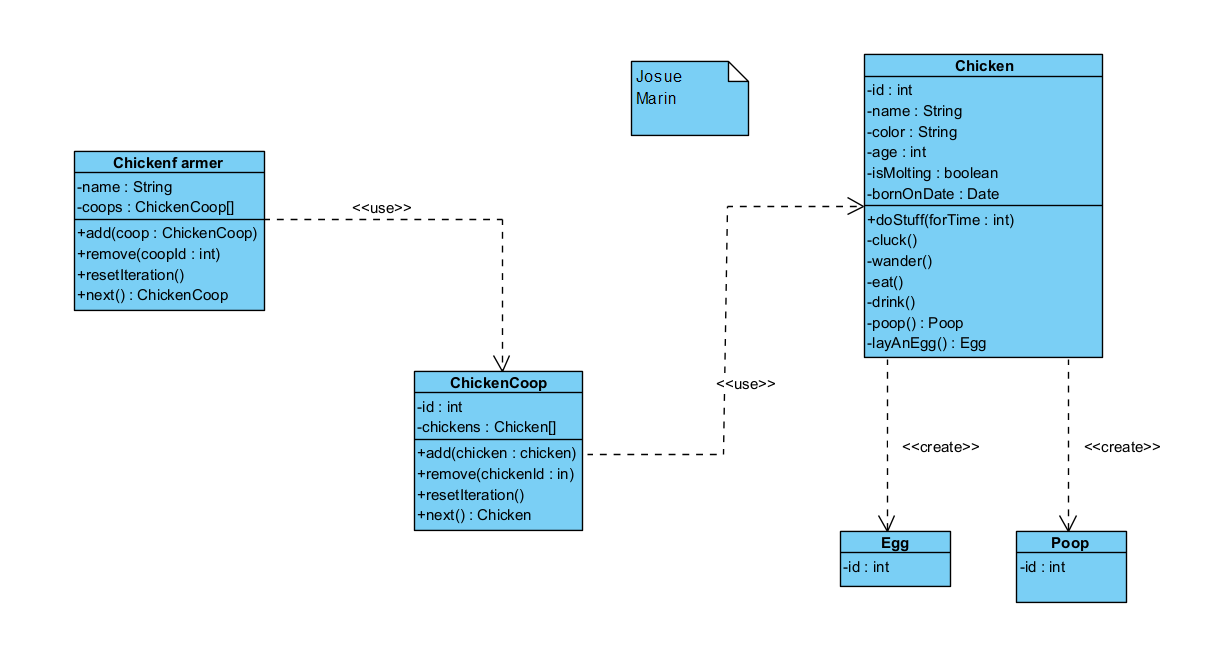 Josue
Marin
Chickenf armer
-name : String
-coops : ChickenCoop[]
+add(coop : ChickenCoop)
+remove(coopId : int)
+resetIteration()
+next() : ChickenCoop
<<use>>
ChickenCoop
-id : int
-chickens : Chicken[]
+add(chicken : chicken)
+remove(chickenId : in)
+resetIteration()
+next() : Chicken
<<use>>
Chicken
-id : int
-name : String
-color : String
-age : int
-isMolting : boolean
-bornOnDate : Date
+doStuff(forTime : int)
-cluck()
-wander()
-eat()
-drink()
-poop() : Poop
-layAnEgg() : Egg
<<create>>
<<create>>
Egg
-id : int
Poop
-id : int